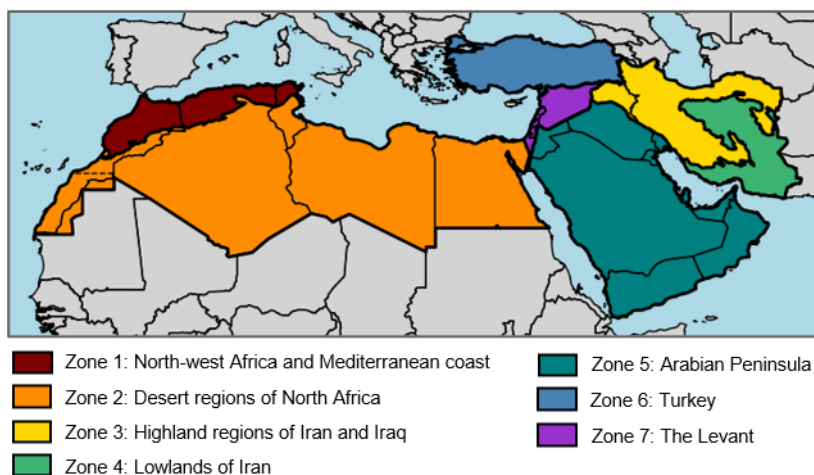 Zone 1: North-west Africa and Mediterranean coast
Zone 2: Desert regions of North Africa
Zone 3: Highland regions of Iran and Iraq
Zone 4: Lowlands of Iran
Zone 5: Arabian Peninsula
Zone 6: Turkey
Zone 7: The Levant